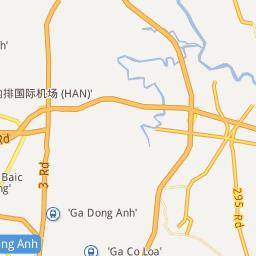 h'
内排国际机场 (HAN)'
Rd
3-Rd
Baic
ng'
'Ga Dong Anh'
295-Rd
ng Anh
'Ga Co Loa'